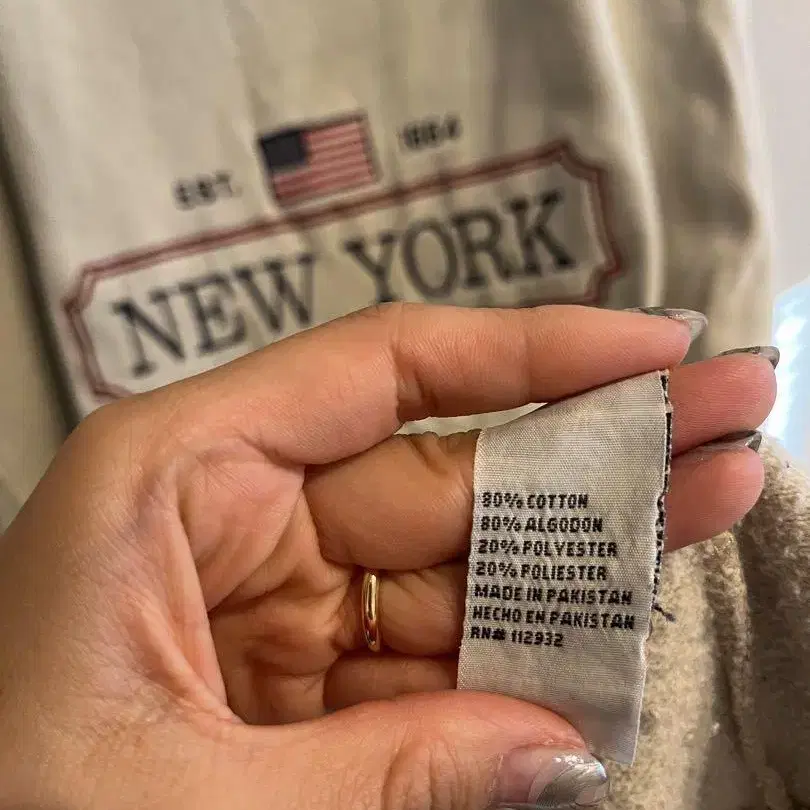 EST. 1664
NEW YORK
80% COTTON
80% ALGODON
20% POLYESTER
20% POLIESTER
MADE IN PAKISTAN
HECHO EN PAKISTAN
RN# 112932